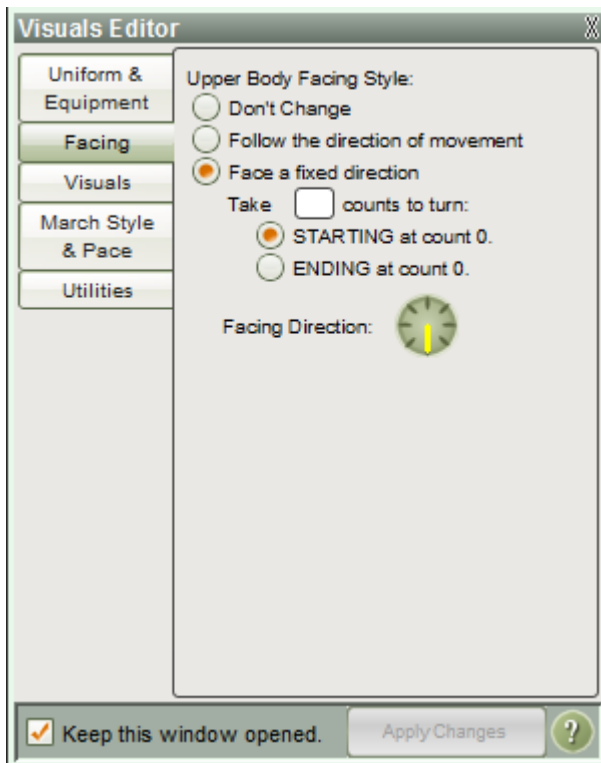 Visuals Editor
X
Uniform &
Equipment
Facing
Visuals
March Style
& Pace
Utilities
Upper Body Facing Style:
Don't Change
Follow the direction of movement
Face a fixed direction
Take counts to turn:
STARTING at count 0.
ENDING at count 0.
Facing Direction:
Keep this window opened.
Apply Changes
?